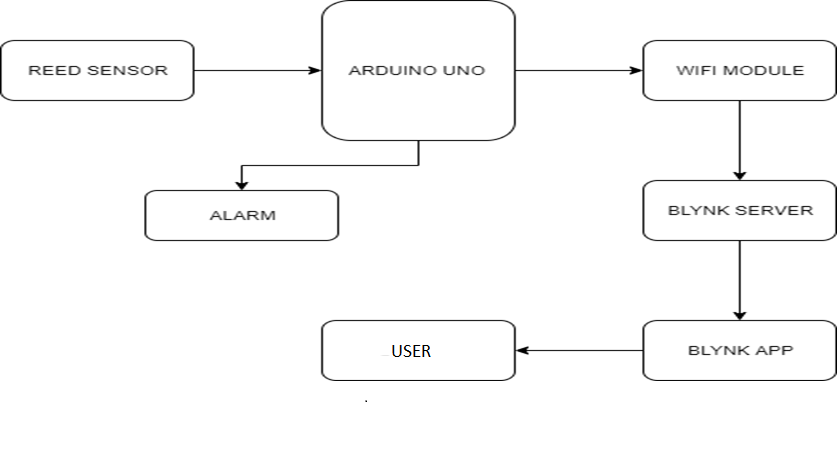 REED SENSOR
ARDUINO UNO
WIFI MODULE
ALARM
BLYNK SERVER
USER
BLYNK APP